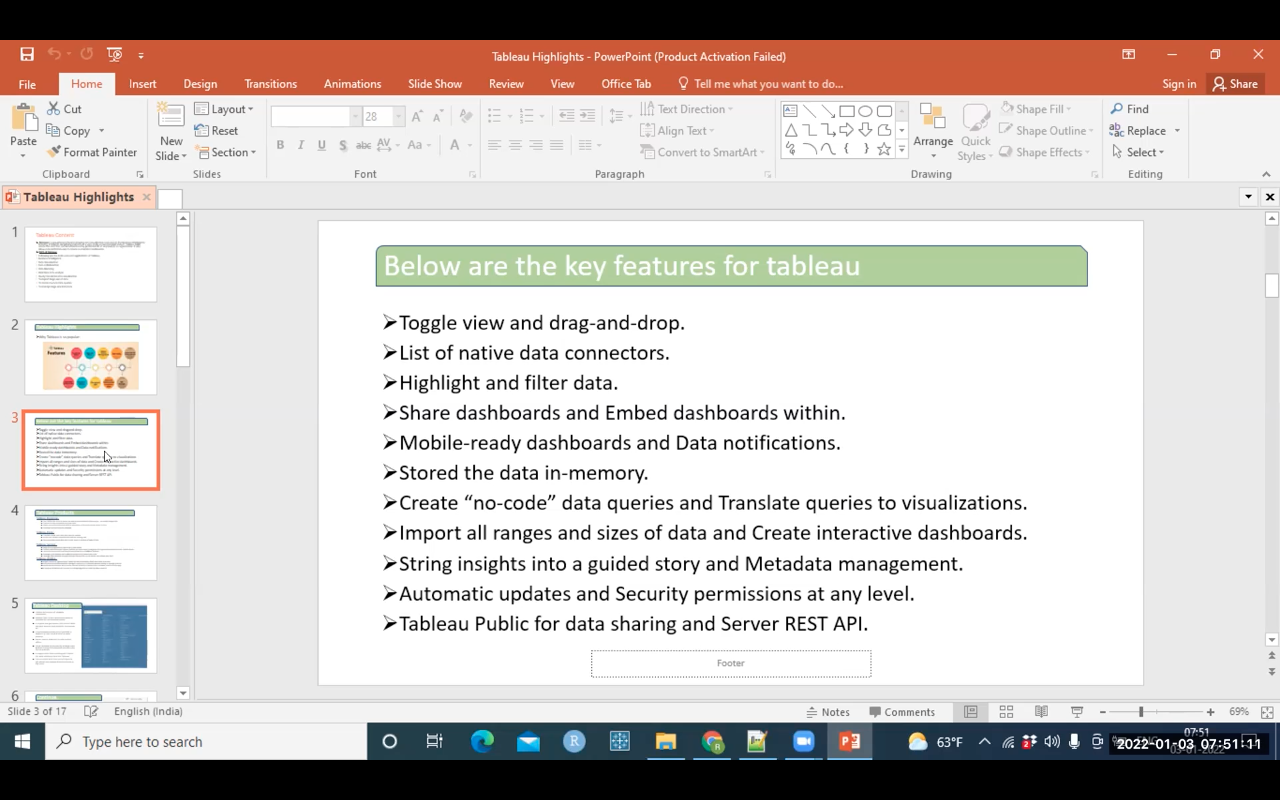 Tableau Highlights - PowerPoint (Product Activation Failed)
File Home Insert Design Transitions Animations Slide Show Review View Office Tab Tell me what you want to do... Sign in Share
Cut
Copy
Format Painter
Paste
Clipboard
New
Slide
Layout
Reset
Section
Slides
28
B I U S abc AV Aa A
Font
Text Direction
Align Text
Convert to SmartArt
Paragraph
Arrange
Quick
Styles
Shape Fill
Shape Outline
Shape Effects
Drawing
Find
Replace
Select
Editing
Tableau Highlights
1
Tableau Content
2
3
4
5
6
Below are the key features for tableau
➢Toggle view and drag-and-drop.
➢List of native data connectors.
➢Highlight and filter data.
➢Share dashboards and Embed dashboards within.
➢Mobile-ready dashboards and Data notifications.
➢Stored the data in-memory.
➢Create “no-code” data queries and Translate queries to visualizations.
➢Import all ranges and sizes of data and Create interactive dashboards.
➢String insights into a guided story and Metadata management.
➢Automatic updates and Security permissions at any level.
➢Tableau Public for data sharing and Server REST API.
Footer
Slide 3 of 17 English (India) Notes Comments 69%
Type here to search
63°F
07:51
2022-01-03 07:51:11